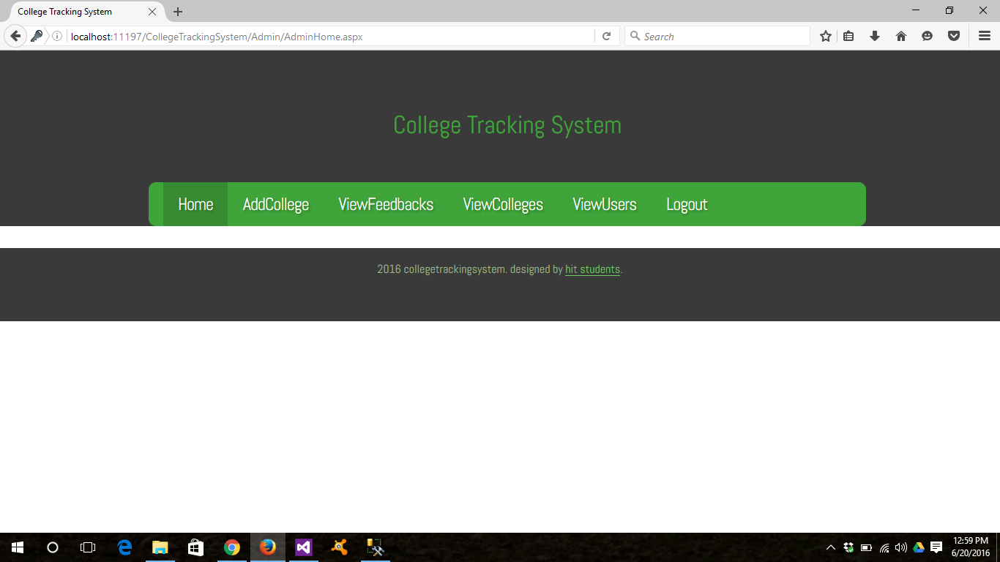 College Tracking System
localhost:11197/CollegeTrackingSystem/Admin/AdminHome.aspx
Search
College Tracking System
Home AddCollege ViewFeedbacks ViewColleges ViewUsers Logout
2016 collegetrackingsystem. designed by hit students.
12:59 PM
6/20/2016